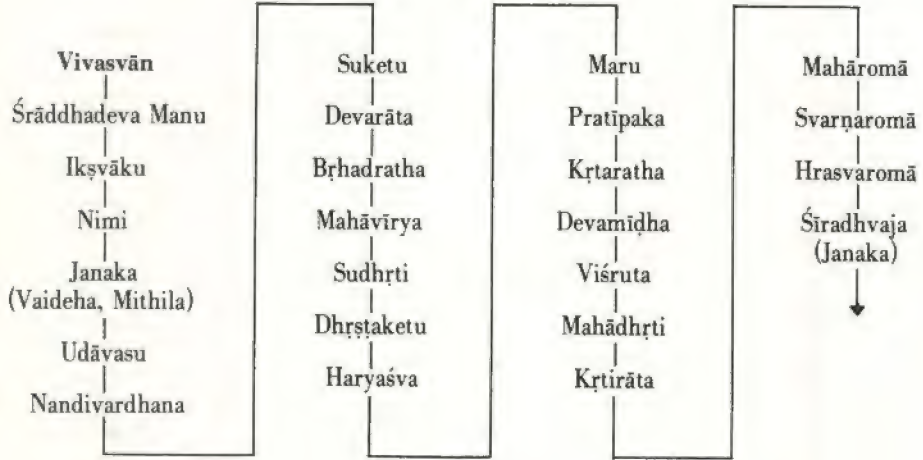 Vivasvān
Śrāddhadeva Manu
Ikṣvāku
Nimi
Janaka
(Vaideha, Mithila)
Udāvasu
Nandivardhana
Suketu
Devarāta
Bṛhadratha
Mahāvīrya
Sudhṛti
Dhṛṣṭaketu
Haryaśva
Maru
Pratīpaka
Kṛtaratha
Devamīḍha
Viśruta
Mahādhṛti
Kṛtirāta
Mahāromā
Svarṇaromā
Hrasvaromā
Śīradhvaja
(Janaka)